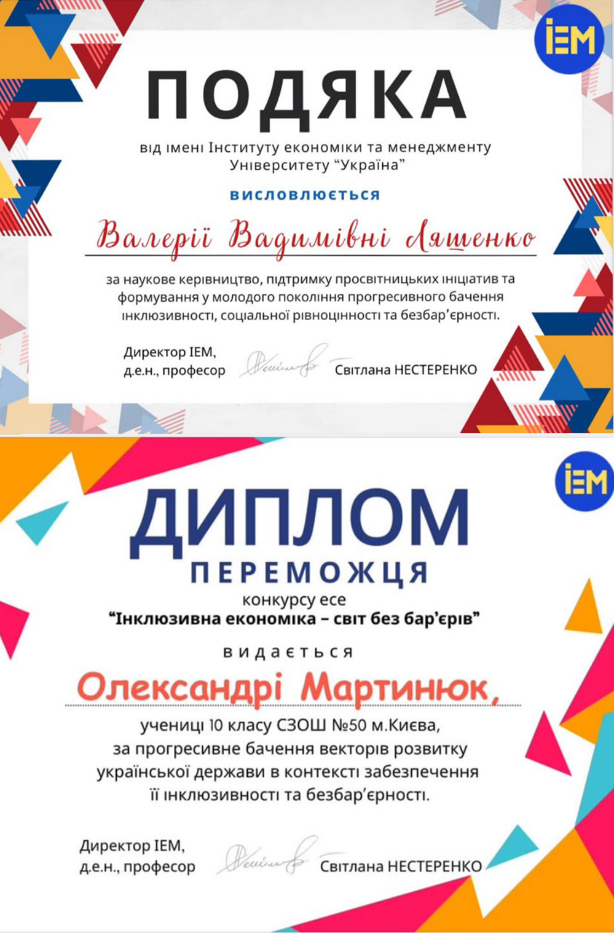 ІЕМ
ПОДЯКА
від імені Інституту економіки та менеджменту
Університету “Україна”
ВИСЛОВЛЮЄТЬСЯ
Валерії Вадимівні Ляшенко
за наукове керівництво, підтримку просвітницьких ініціатив та
формування у молодого покоління прогресивного бачення
інклюзивності, соціальної рівноцінності та безбар’єрності.
Директор ІЕМ,
д.е.н., професор Світлана НЕСТЕРЕНКО
ІЕМ
ДИПЛОМ
ПЕРЕМОЖЦЯ
конкурсу есе
“Інклюзивна економіка – світ без бар’єрів”
видається
Олександрі Мартинюк,
учениці 10 класу СЗОШ №50 м.Києва,
за прогресивне бачення векторів розвитку
української держави в контексті забезпечення
її інклюзивності та безбар’єрності.
Директор ІЕМ,
д.е.н., професор Світлана НЕСТЕРЕНКО